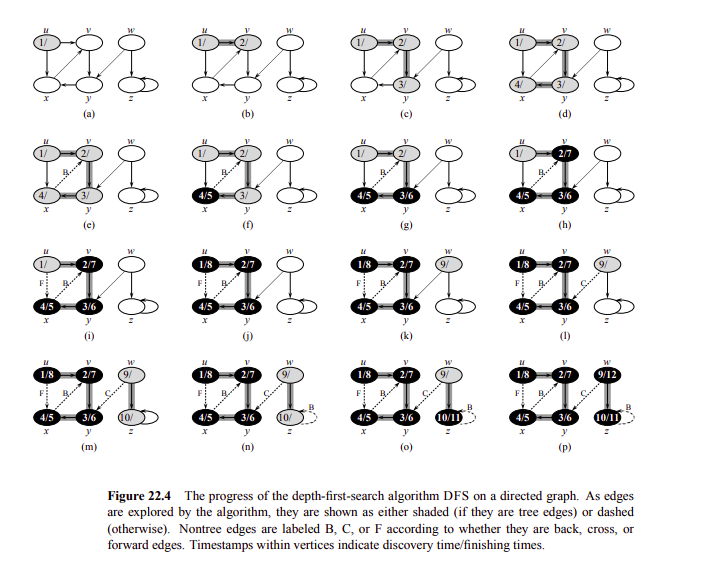 u v w u v w u v w u v w
1/ 1/ 2/ 1/ 2/ 1/ 2/
3/ 4/ 3/
x y z x y z x y z x y z
(a) (b) (c) (d)
u v w u v w u v w u v w
1/ 2/ 1/ 2/ 1/ 2/ 1/ 2/7
B B B B
4/ 3/ 4/5 3/ 4/5 3/6 4/5 3/6
x y z x y z x y z x y z
(e) (f) (g) (h)
u v w u v w u v w u v w
1/ 2/7 1/8 2/7 1/8 2/7 9/ 1/8 2/7 9/
F B F B F B F B C
4/5 3/6 4/5 3/6 4/5 3/6 4/5 3/6
x y z x y z x y z x y z
(i) (j) (k) (l)
u v w u v w u v w u v w
1/8 2/7 9/ 1/8 2/7 9/ 1/8 2/7 9/ 1/8 2/7 9/12
F B C F B C F B C F B C
B B B
4/5 3/6 10/ 4/5 3/6 10/ 4/5 3/6 10/11 4/5 3/6 10/11
x y z x y z x y z x y z
(m) (n) (o) (p)
Figure 22.4 The progress of the depth-first-search algorithm DFS on a directed graph. As edges
are explored by the algorithm, they are shown as either shaded (if they are tree edges) or dashed
(otherwise). Nontree edges are labeled B, C, or F according to whether they are back, cross, or
forward edges. Timestamps within vertices indicate discovery time/finishing times.